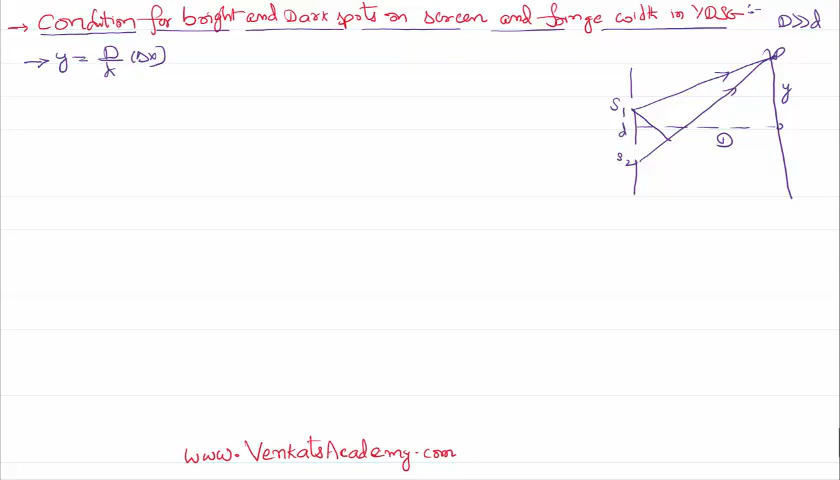 → Condition for bright and Dark spots on screen and fringe width in YDSE :-
D>>d
→ y = D/d (Δx)
P
y
S1
d
D
S2
www.VenkatsAcademy.com